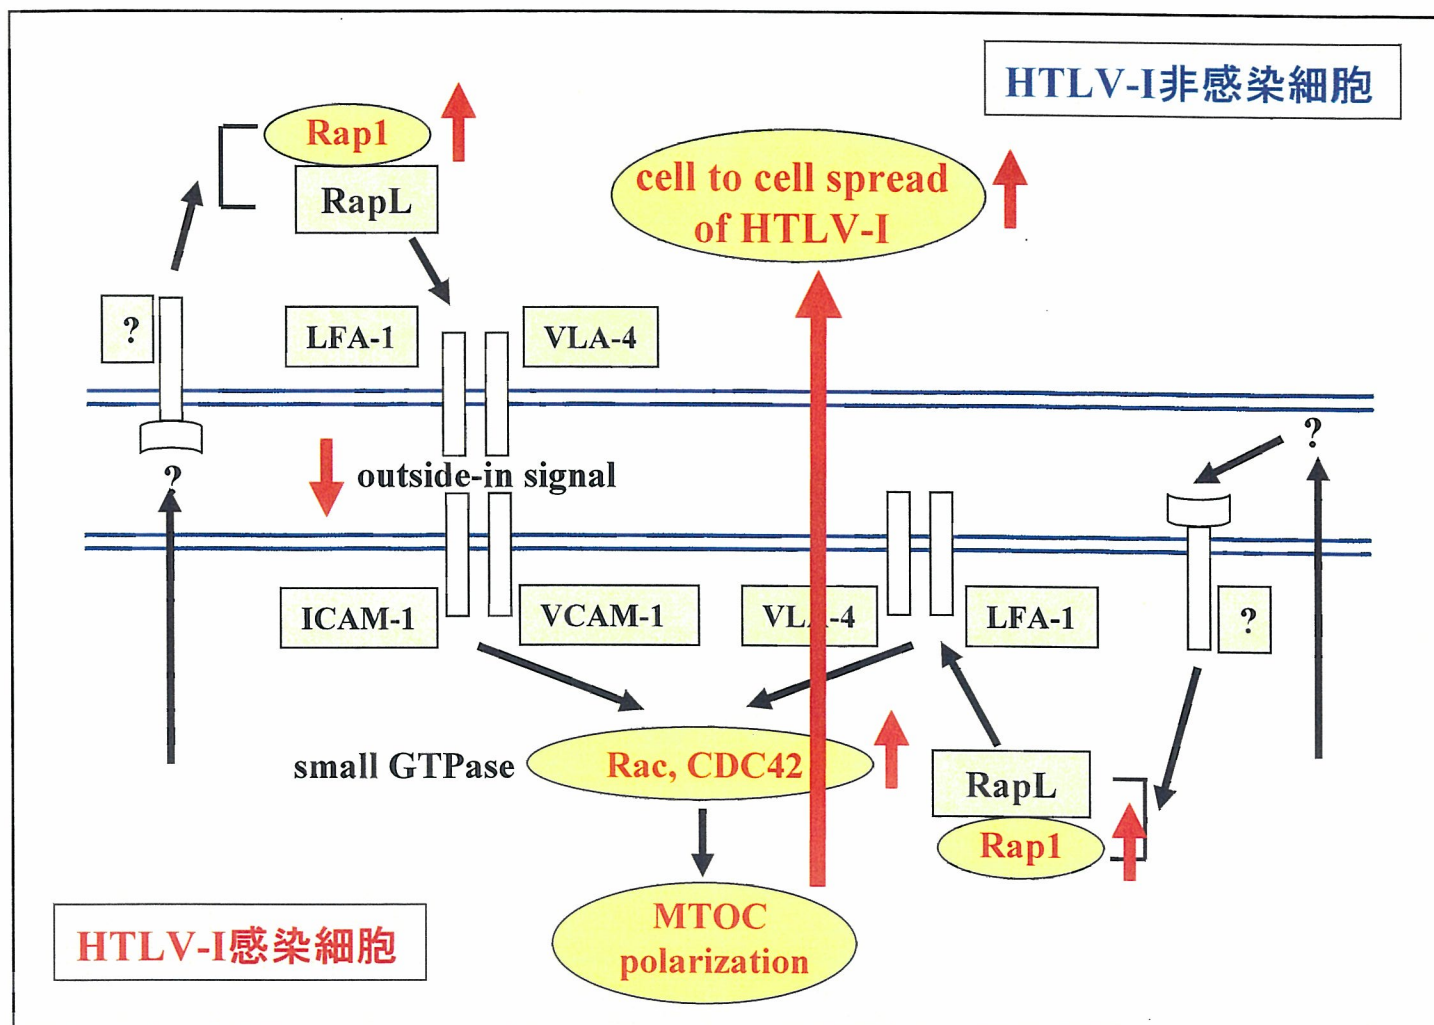 HTLV-I非感染細胞
Rap1
RapL
cell to cell spread
of HTLV-I
?
LFA-1
VLA-4
?
?
outside-in signal
ICAM-1
VCAM-1
VLA-4
LFA-1
?
small GTPase
Rac, CDC42
RapL
Rap1
MTOC
polarization
HTLV-I感染細胞